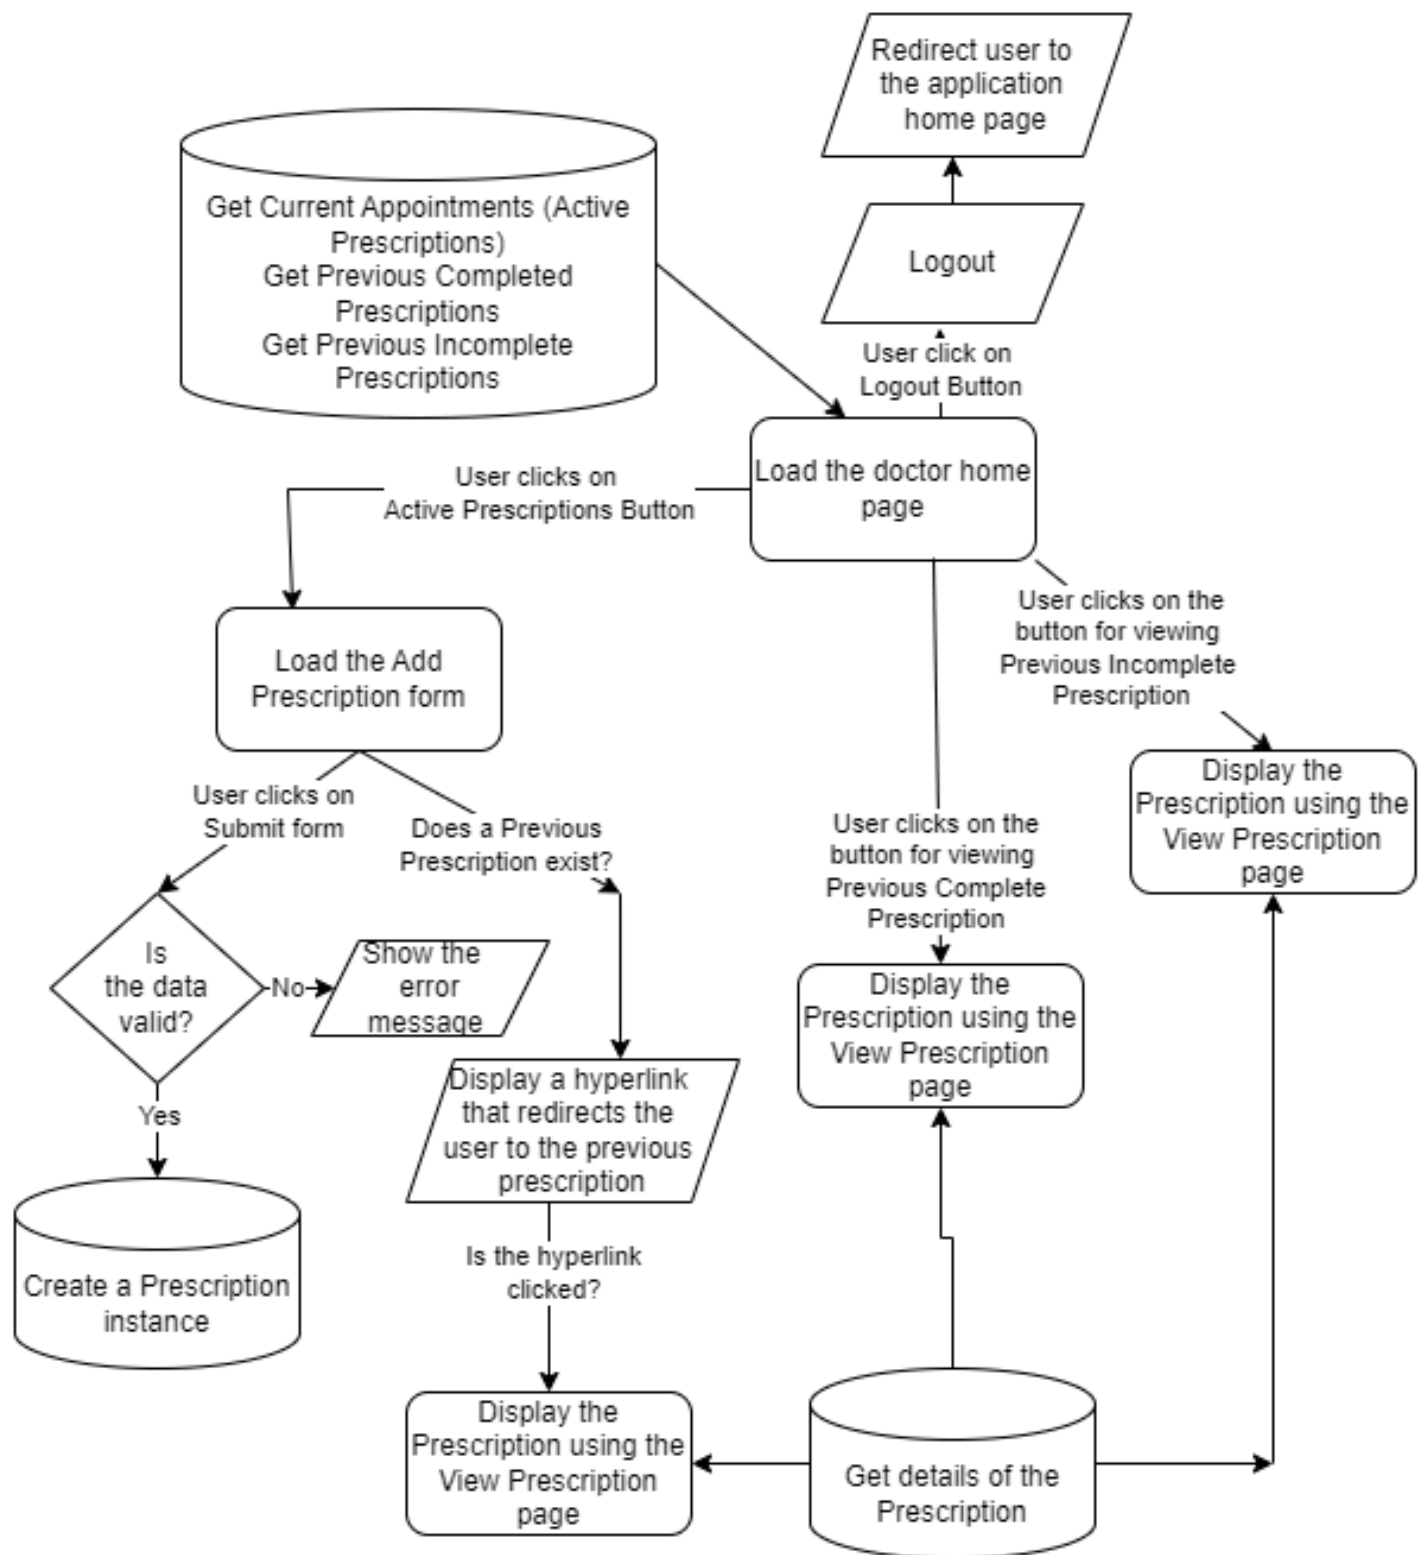 Redirect user to
the application
home page
Get Current Appointments (Active
Prescriptions)
Get Previous Completed
Prescriptions
Get Previous Incomplete
Prescriptions
Logout
User click on
Logout Button
Load the doctor home
page
User clicks on
Active Prescriptions Button
User clicks on the
button for viewing
Previous Incomplete
Prescription
Load the Add
Prescription form
User clicks on
Submit form
Does a Previous
Prescription exist?
User clicks on the
button for viewing
Previous Complete
Prescription
Display the
Prescription using the
View Prescription
page
Is
the data
valid?
No
Show the
error
message
Display the
Prescription using the
View Prescription
page
Yes
Display a hyperlink
that redirects the
user to the previous
prescription
Create a Prescription
instance
Is the hyperlink
clicked?
Display the
Prescription using the
View Prescription
page
Get details of the
Prescription